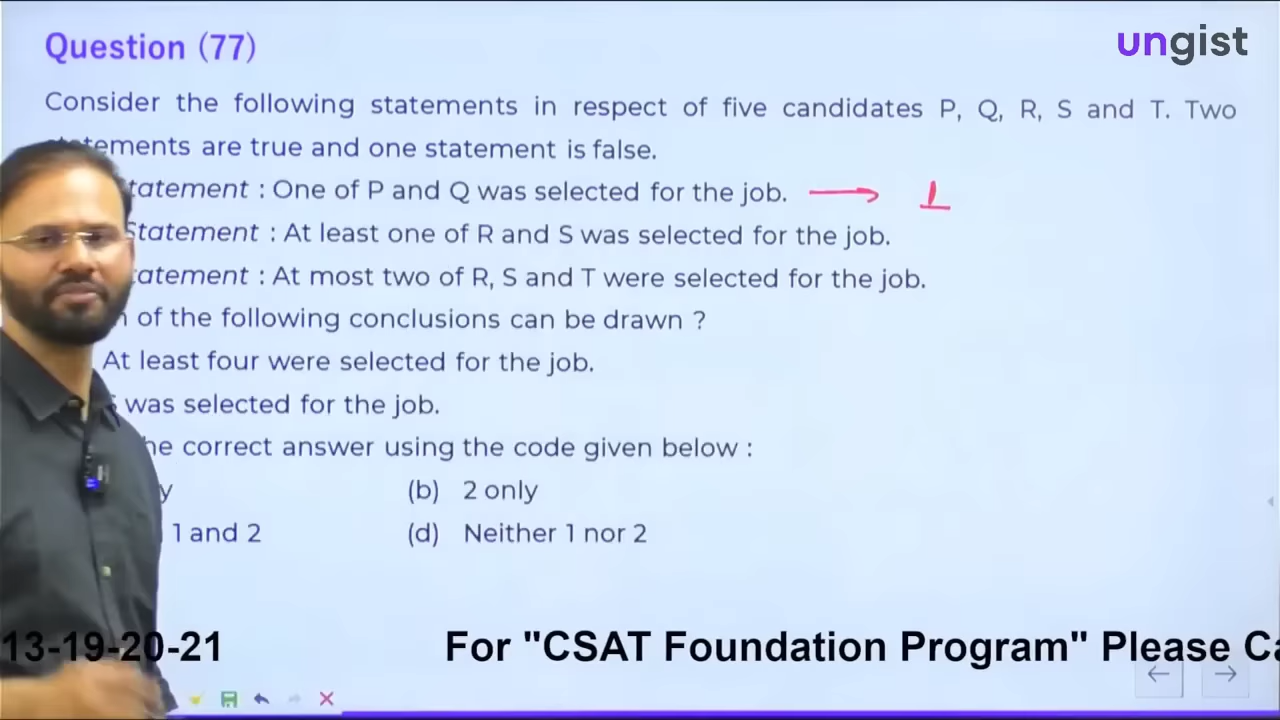 Question (77)
ungist
Consider the following statements in respect of five candidates P, Q, R, S and T. Two
statements are true and one statement is false.
Statement : One of P and Q was selected for the job. 1
Statement : At least one of R and S was selected for the job.
Statement : At most two of R, S and T were selected for the job.
of the following conclusions can be drawn ?
At least four were selected for the job.
S was selected for the job.
the correct answer using the code given below :
(b) 2 only
1 and 2 (d) Neither 1 nor 2
13-19-20-21 For "CSAT Foundation Program" Please